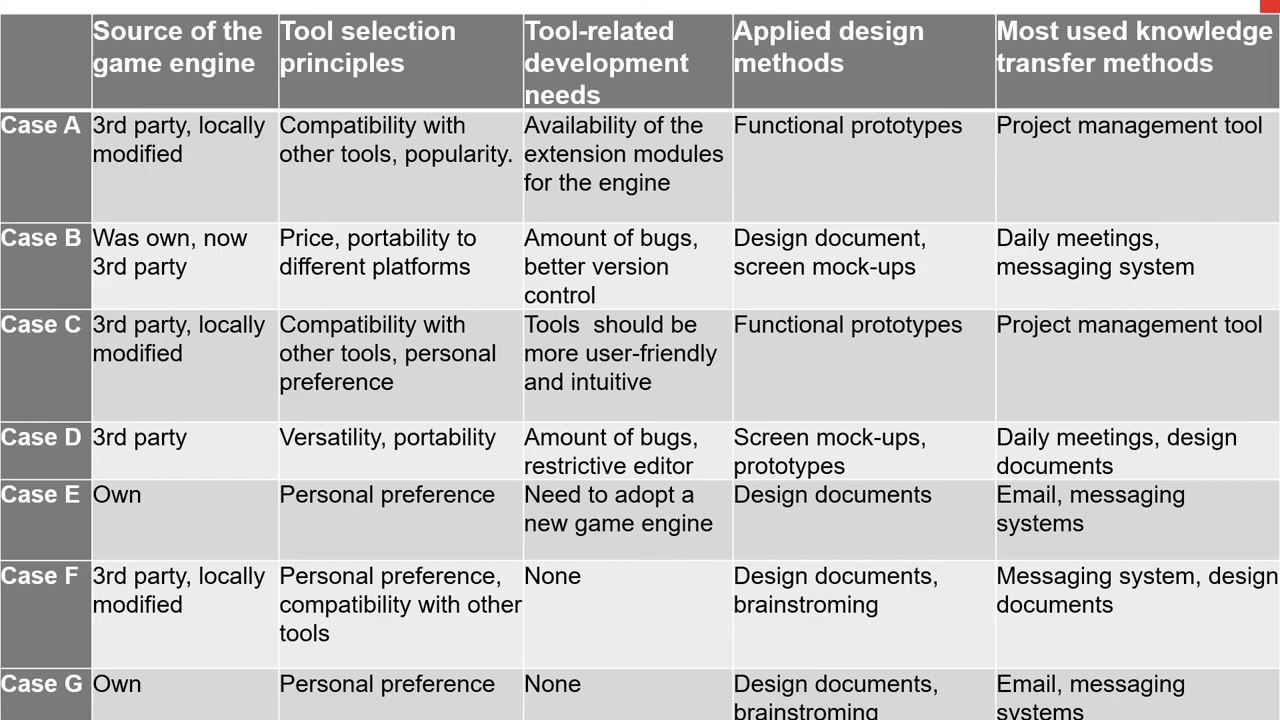 Source of the game engine Tool selection principles Tool-related development needs Applied design methods Most used knowledge transfer methods
Case A 3rd party, locally modified Compatibility with other tools, popularity. Availability of the extension modules for the engine Functional prototypes Project management tool
Case B Was own, now 3rd party Price, portability to different platforms Amount of bugs, better version control Design document, screen mock-ups Daily meetings, messaging system
Case C 3rd party, locally modified Compatibility with other tools, personal preference Tools  should be more user-friendly and intuitive Functional prototypes Project management tool
Case D 3rd party Versatility, portability Amount of bugs, restrictive editor Screen mock-ups, prototypes Daily meetings, design documents
Case E Own Personal preference Need to adopt a new game engine Design documents Email, messaging systems
Case F 3rd party, locally modified Personal preference, compatibility with other tools None Design documents, brainstroming Messaging system, design documents
Case G Own Personal preference None Design documents, brainstroming Email, messaging systems